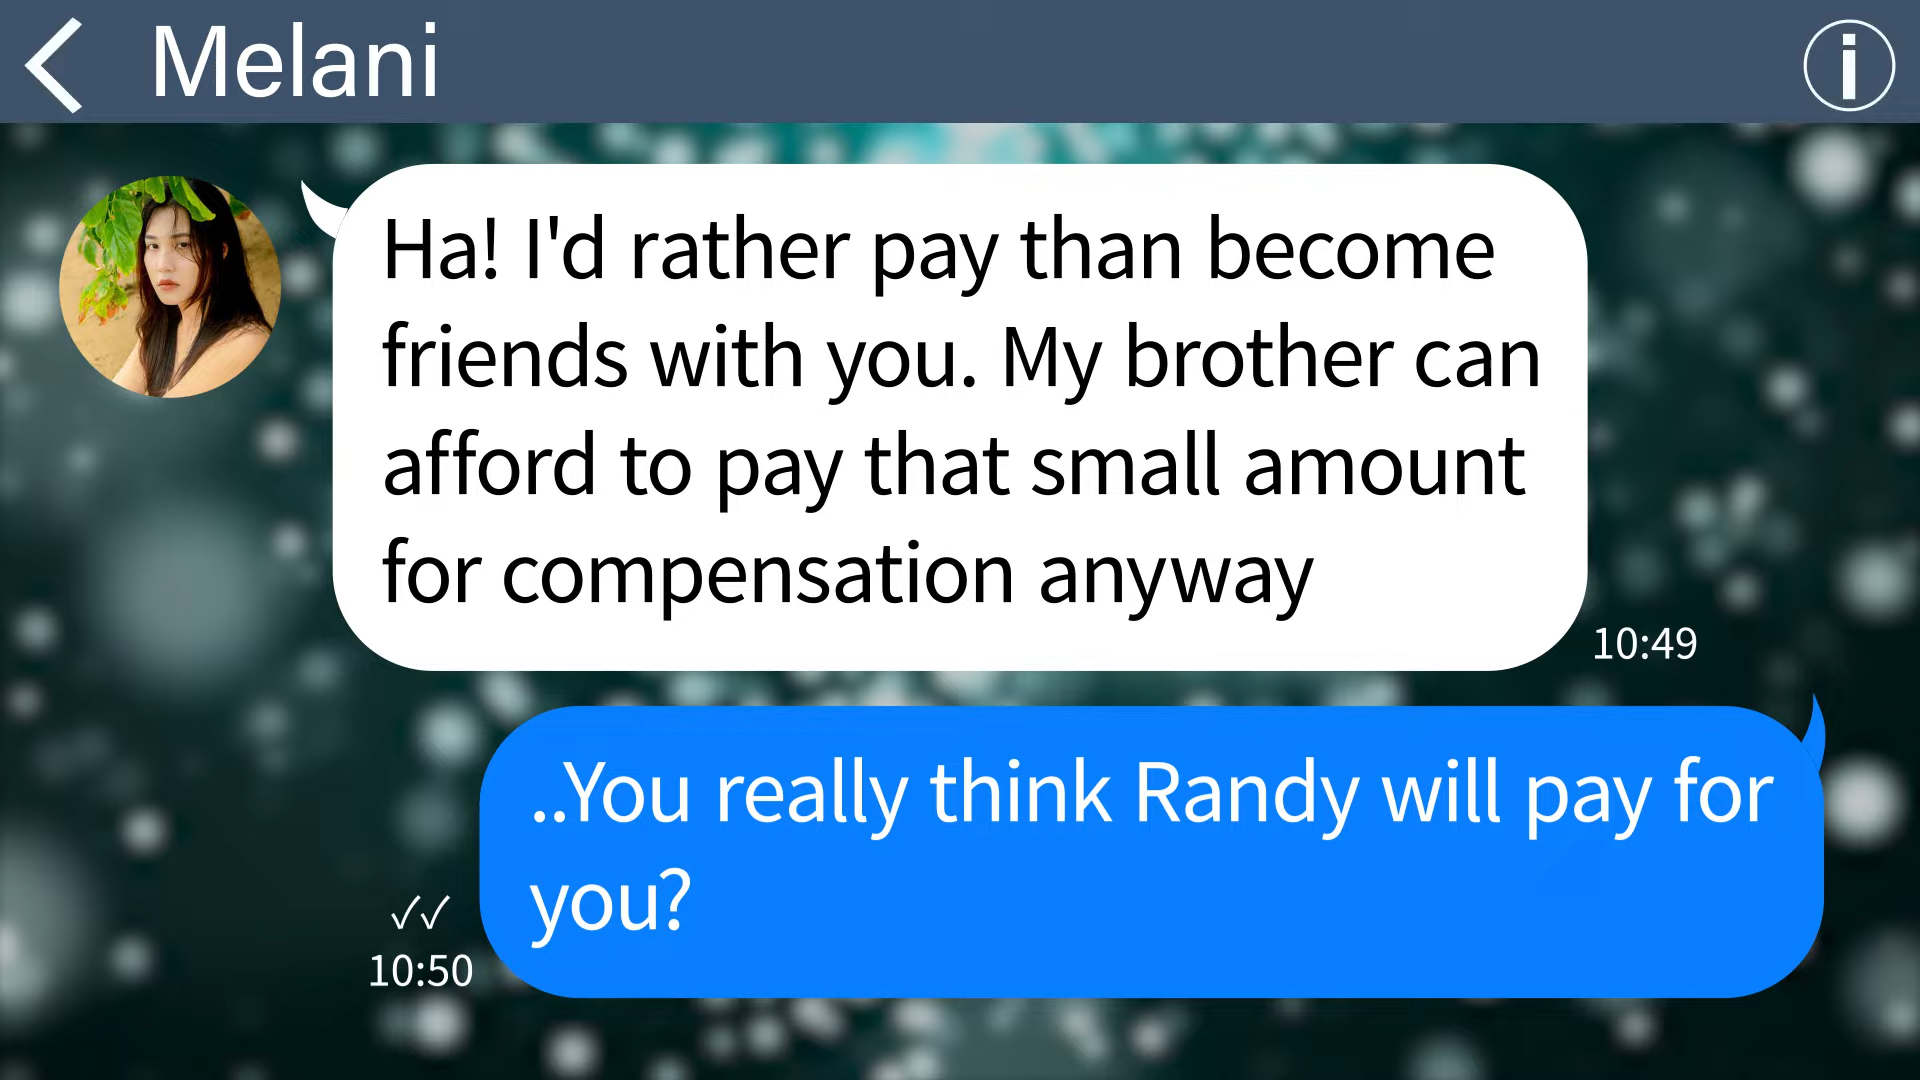 Melani
Ha! I'd rather pay than become
friends with you. My brother can
afford to pay that small amount
for compensation anyway
10:49
..You really think Randy will pay for
you?
✓✓
10:50